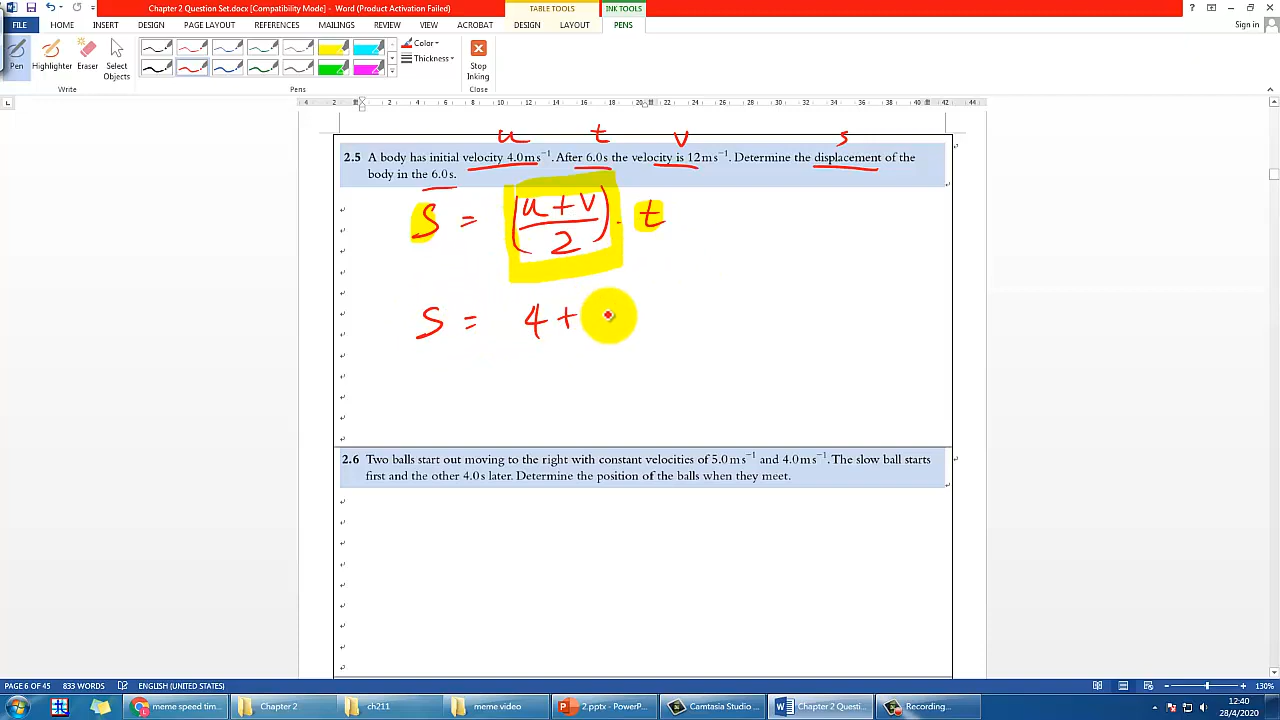 Chapter 2 Question Set.docx [Compatibility Mode] - Word (Product Activation Failed)
TABLE TOOLS
INK TOOLS
FILE HOME INSERT DESIGN PAGE LAYOUT REFERENCES MAILINGS REVIEW VIEW ACROBAT DESIGN LAYOUT PENS
Sign in
Pen Highlighter Eraser Select Objects
Color
Thickness
Stop Inking
Write Pens Close
u t v s
2.5 A body has initial velocity 4.0 m s⁻¹. After 6.0 s the velocity is 12 m s⁻¹. Determine the displacement of the
body in the 6.0 s.
S = (u + v / 2) . t
S = 4 +
2.6 Two balls start out moving to the right with constant velocities of 5.0 m s⁻¹ and 4.0 m s⁻¹. The slow ball starts
first and the other 4.0 s later. Determine the position of the balls when they meet.
PAGE 6 OF 45 833 WORDS ENGLISH (UNITED STATES) 130%
meme speed tim... Chapter 2 ch211 meme video 2.pptx - PowerP... Camtasia Studio ... Chapter 2 Questi... Recording...
12:40
28/4/2020